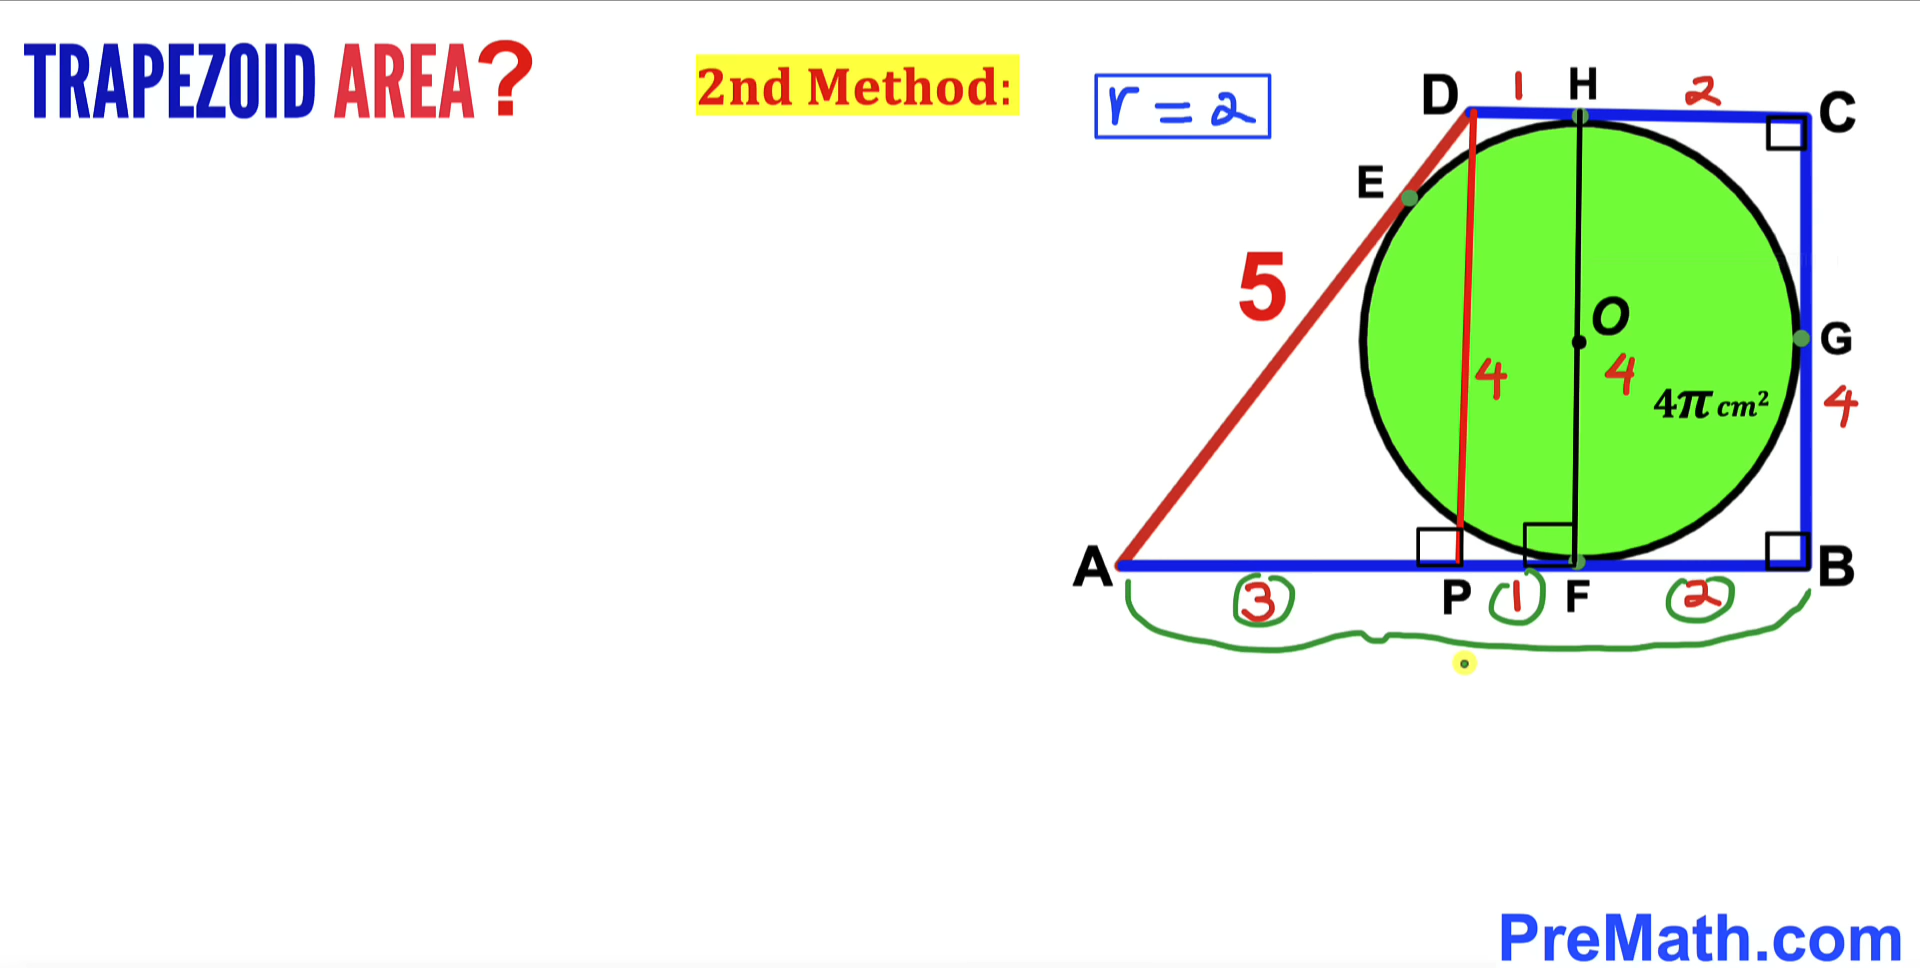 TRAPEZOID AREA?
2nd Method:
r = 2
D 1 H 2 C
E
5
O
G
4 4 4π cm² 4
A B
3 P 1 F 2
PreMath.com